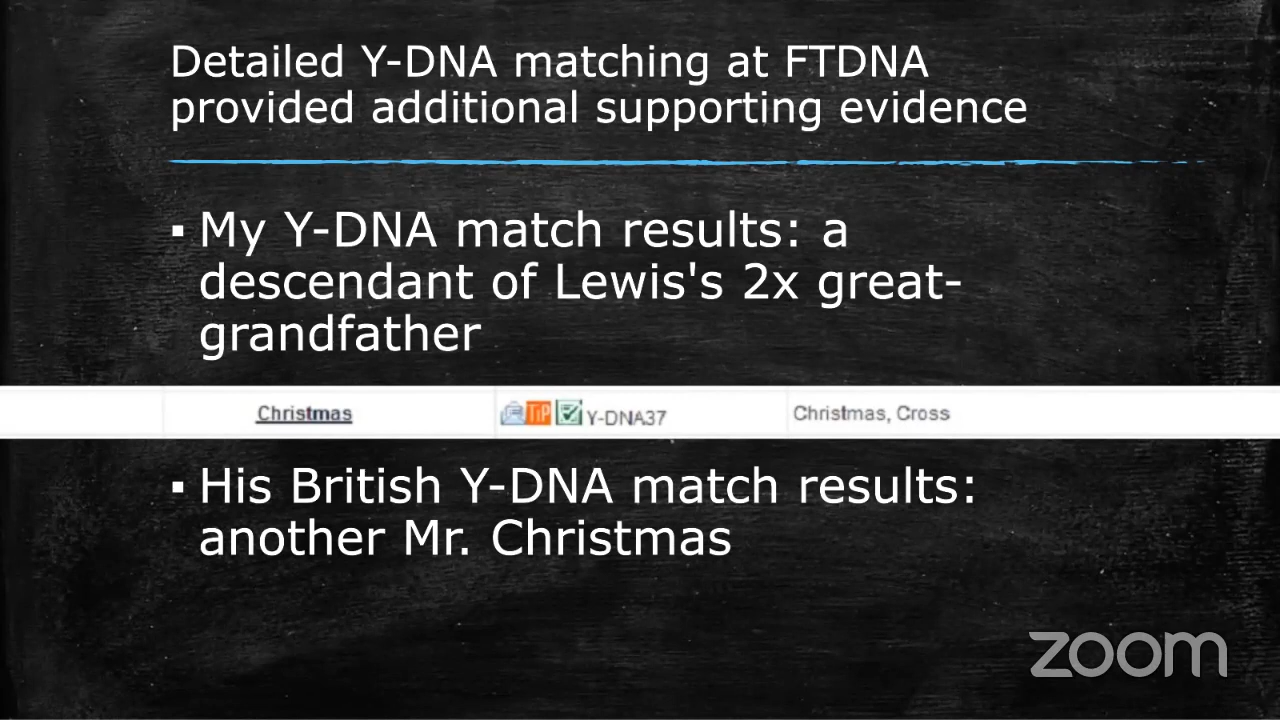 Detailed Y-DNA matching at FTDNA
provided additional supporting evidence
▪ My Y-DNA match results: a
descendant of Lewis's 2x great-
grandfather
Christmas TiP Y-DNA37 Christmas, Cross
▪ His British Y-DNA match results:
another Mr. Christmas
zoom